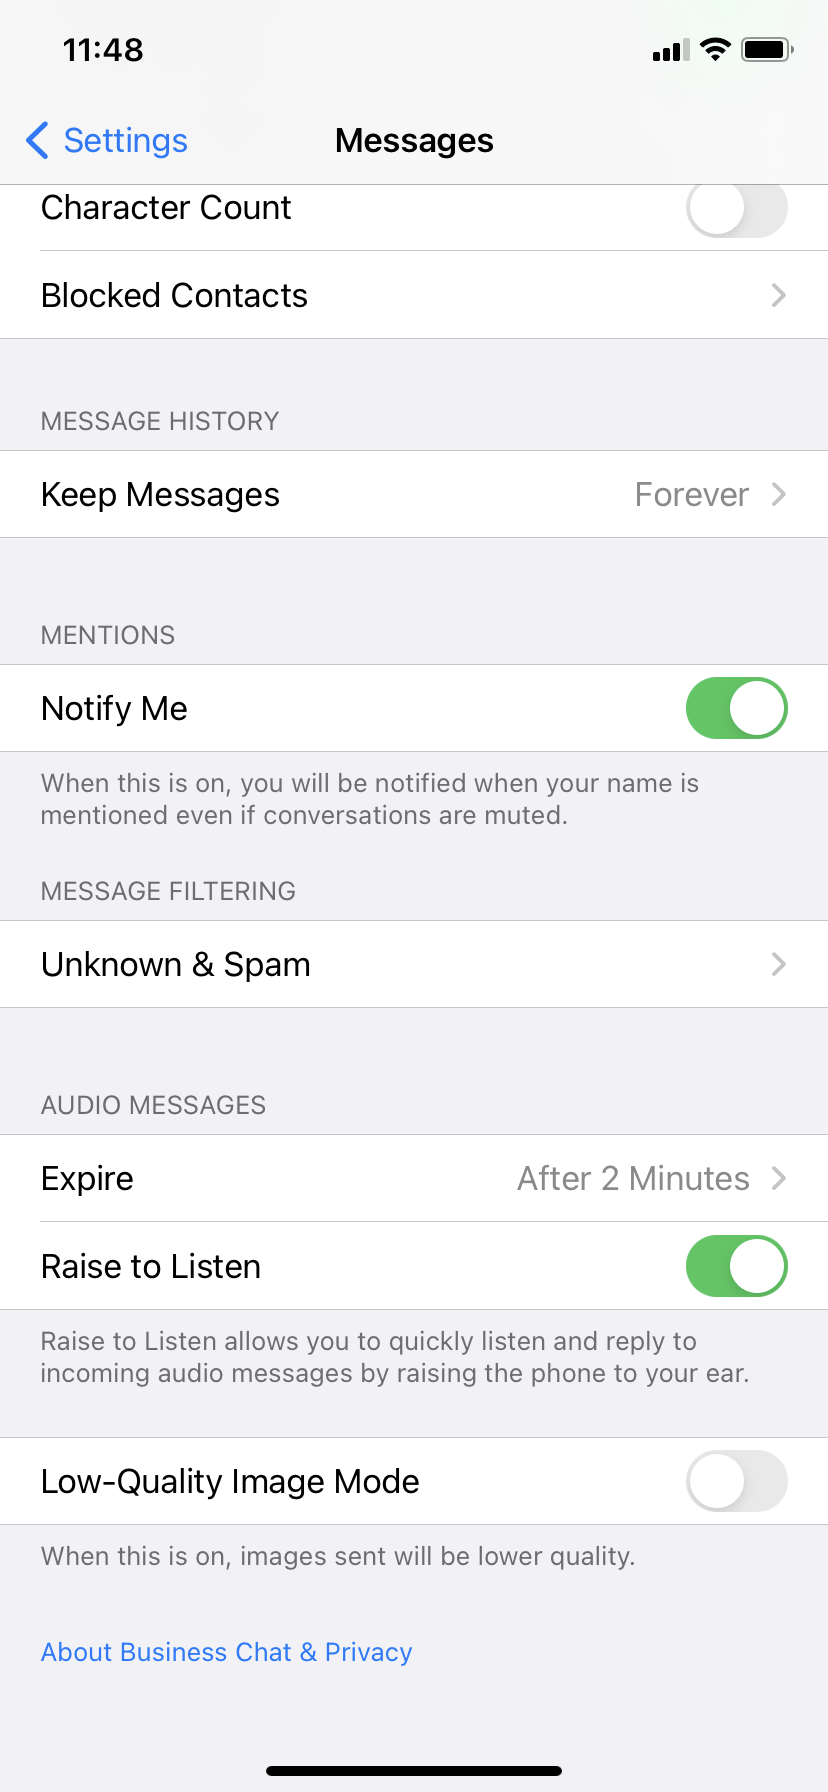 11:48
Settings
Messages
Character Count
Blocked Contacts
MESSAGE HISTORY
Keep Messages Forever
MENTIONS
Notify Me
When this is on, you will be notified when your name is
mentioned even if conversations are muted.
MESSAGE FILTERING
Unknown & Spam
AUDIO MESSAGES
Expire After 2 Minutes
Raise to Listen
Raise to Listen allows you to quickly listen and reply to
incoming audio messages by raising the phone to your ear.
Low-Quality Image Mode
When this is on, images sent will be lower quality.
About Business Chat & Privacy